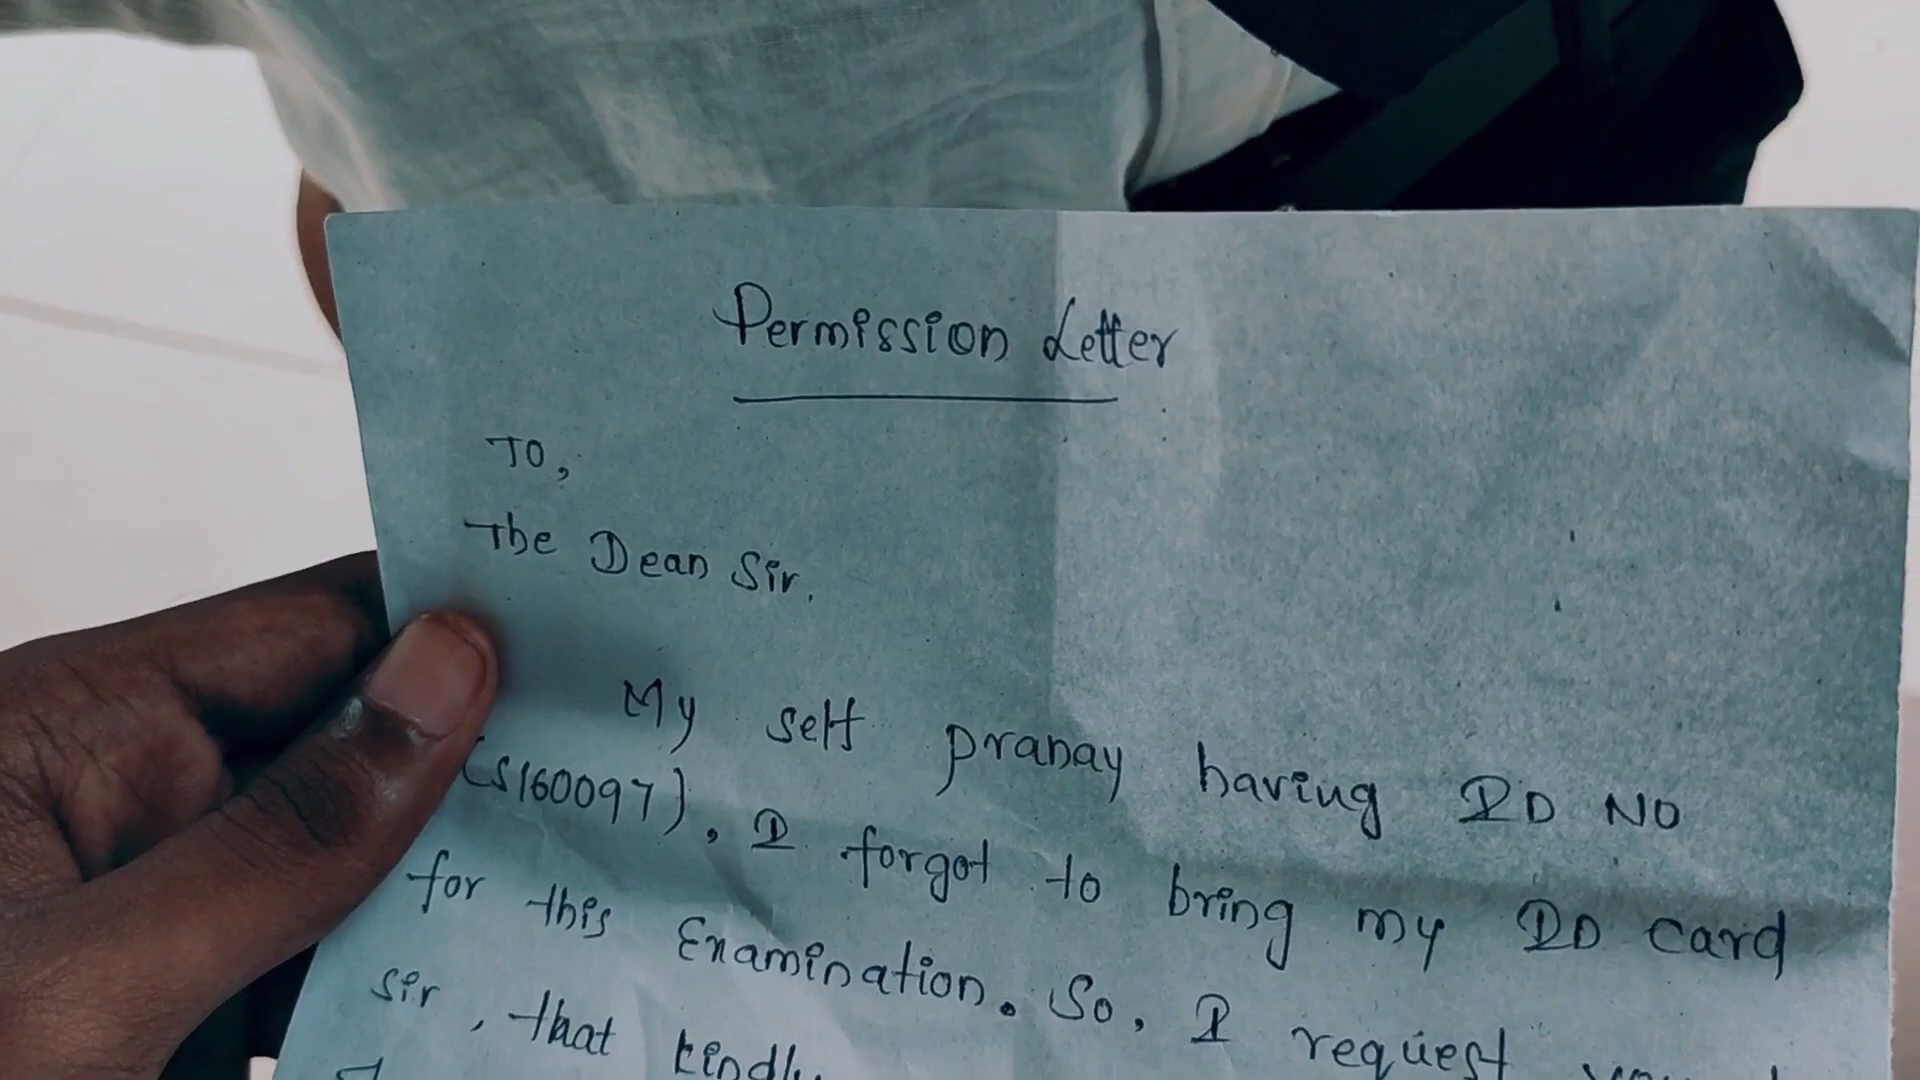 Permission Letter
TO,
The Dean Sir,
My self pranay having ID NO
(S160097), I forgot to bring my ID card
for this Examination. So, I request
sir, that kindly